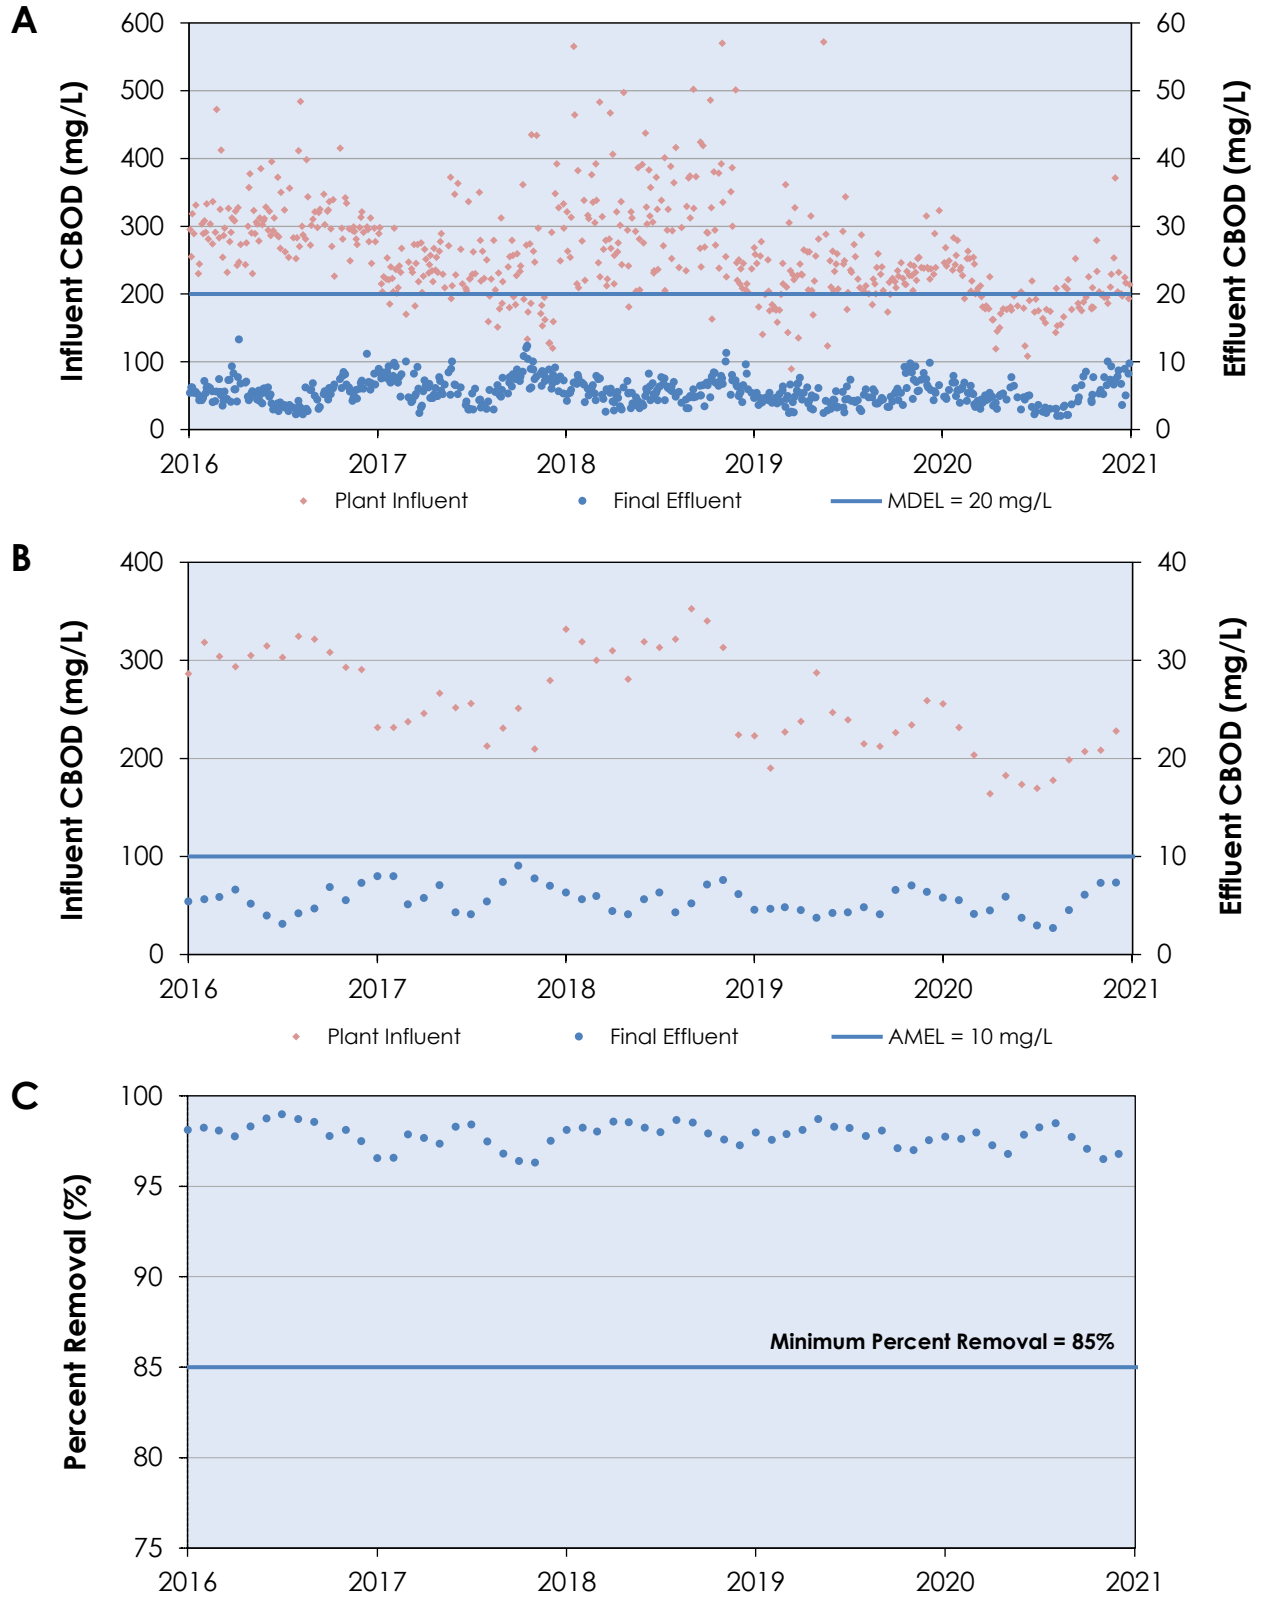 A
Influent CBOD (mg/L)
600
500
400
300
200
100
0
60
50
40
30
20
10
0
Effluent CBOD (mg/L)
2016 2017 2018 2019 2020 2021
Plant Influent Final Effluent MDEL = 20 mg/L
B
Influent CBOD (mg/L)
400
300
200
100
0
40
30
20
10
0
Effluent CBOD (mg/L)
2016 2017 2018 2019 2020 2021
Plant Influent Final Effluent AMEL = 10 mg/L
C
Percent Removal (%)
100
95
90
85
80
75
Minimum Percent Removal = 85%
2016 2017 2018 2019 2020 2021